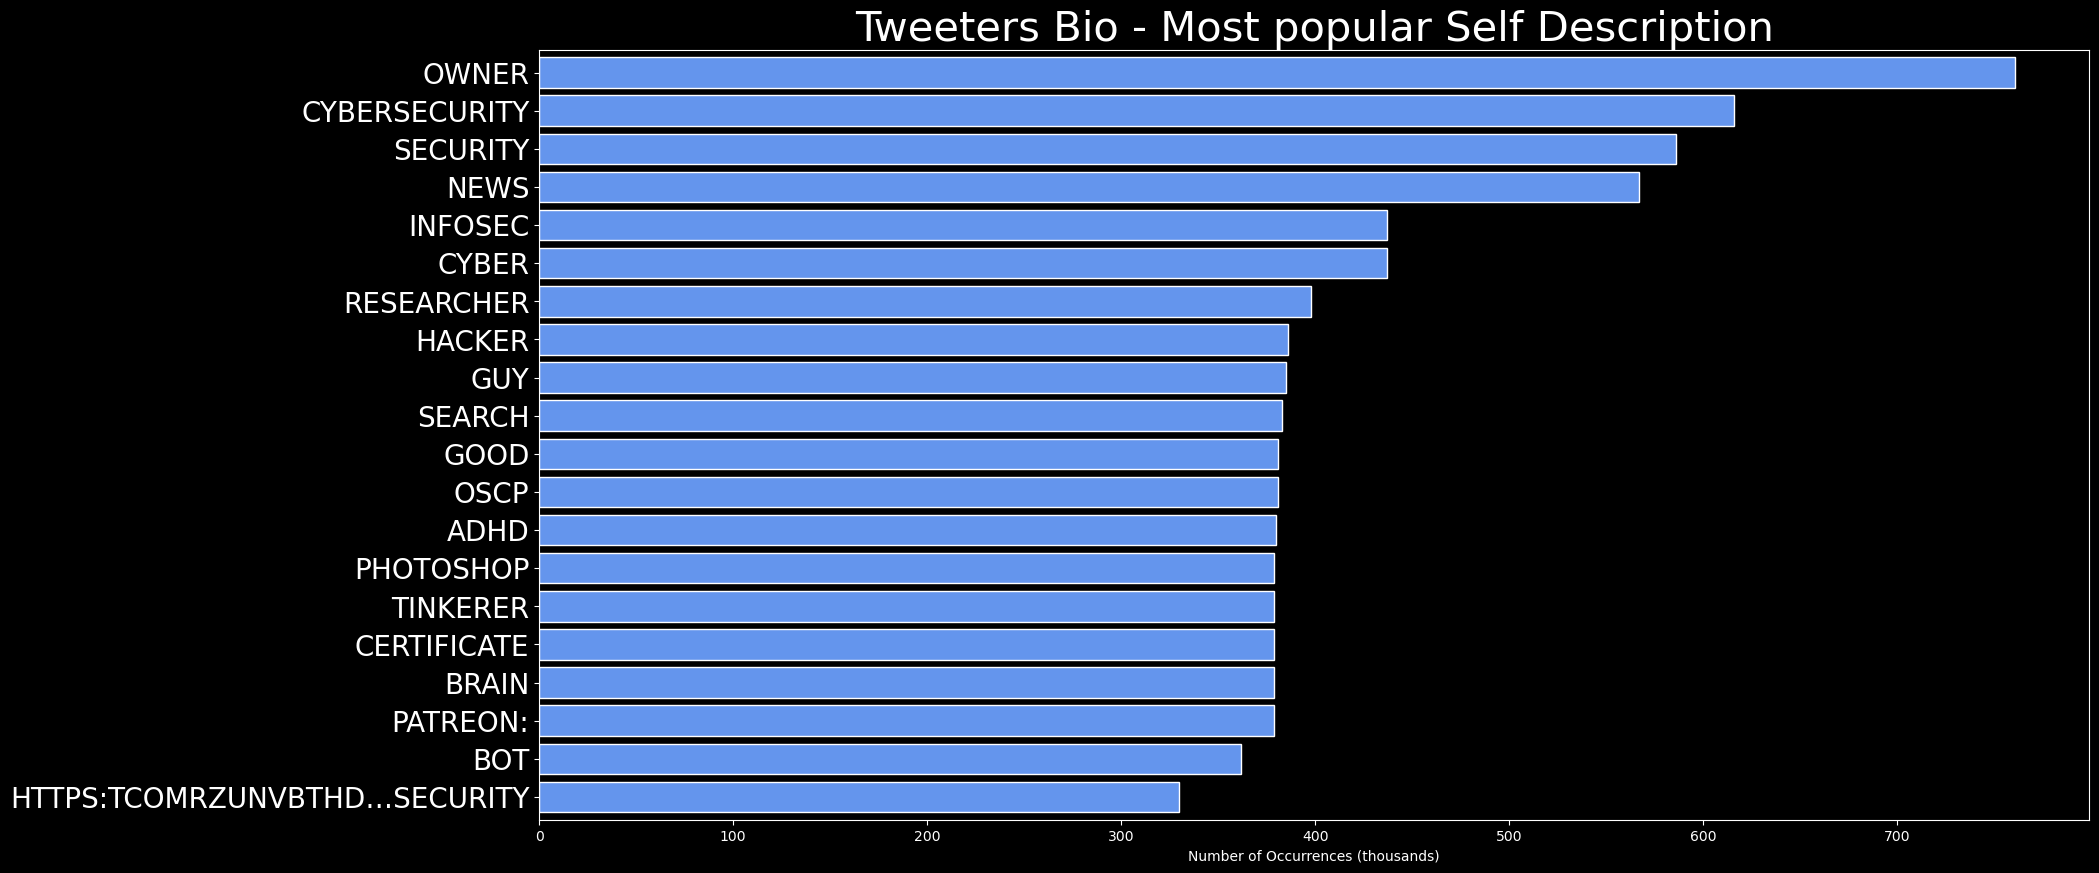 Tweeters Bio - Most popular Self Description
OWNER
CYBERSECURITY
SECURITY
NEWS
INFOSEC
CYBER
RESEARCHER
HACKER
GUY
SEARCH
GOOD
OSCP
ADHD
PHOTOSHOP
TINKERER
CERTIFICATE
BRAIN
PATREON:
BOT
HTTPS:TCOMRZUNVBTHD...SECURITY
0 100 200 300 400 500 600 700
Number of Occurrences (thousands)